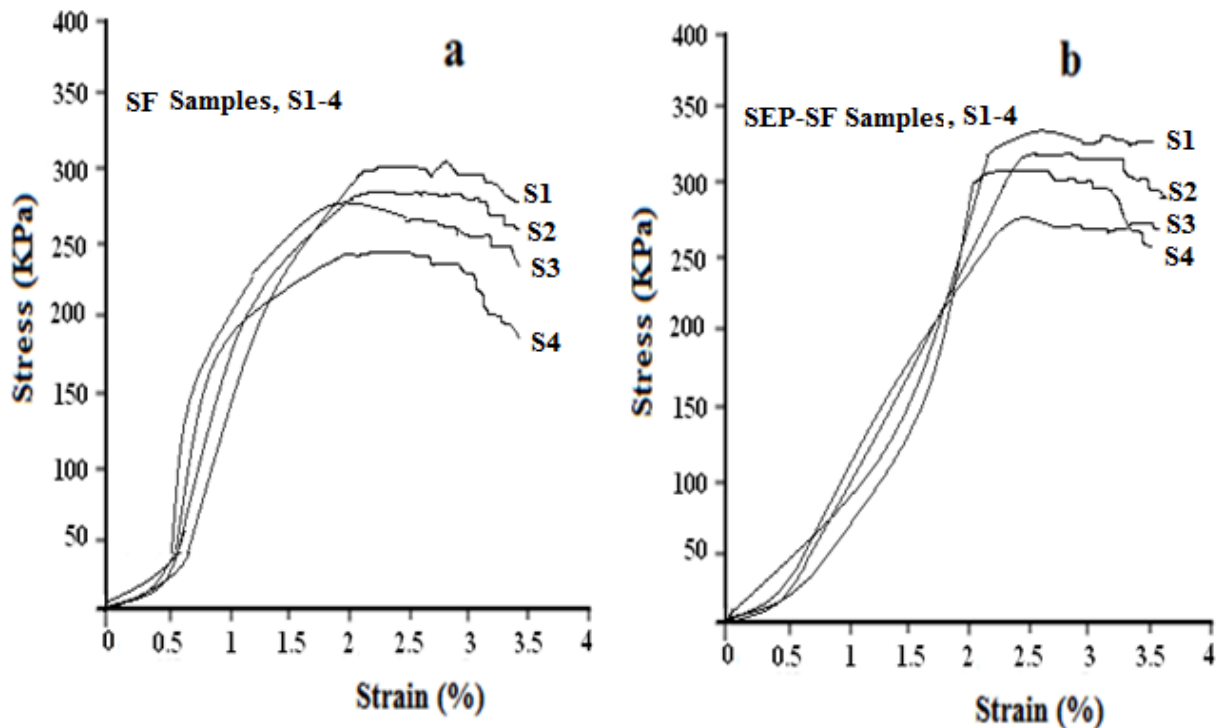 a
SF Samples, S1-4
400
350
300
250
200
150
100
50
Stress (KPa)
S1
S2
S3
S4
0 0.5 1 1.5 2 2.5 3 3.5 4
Strain (%)
b
SEP-SF Samples, S1-4
400
350
300
250
200
150
100
50
Stress (KPa)
S1
S2
S3
S4
0 0.5 1 1.5 2 2.5 3 3.5 4
Strain (%)